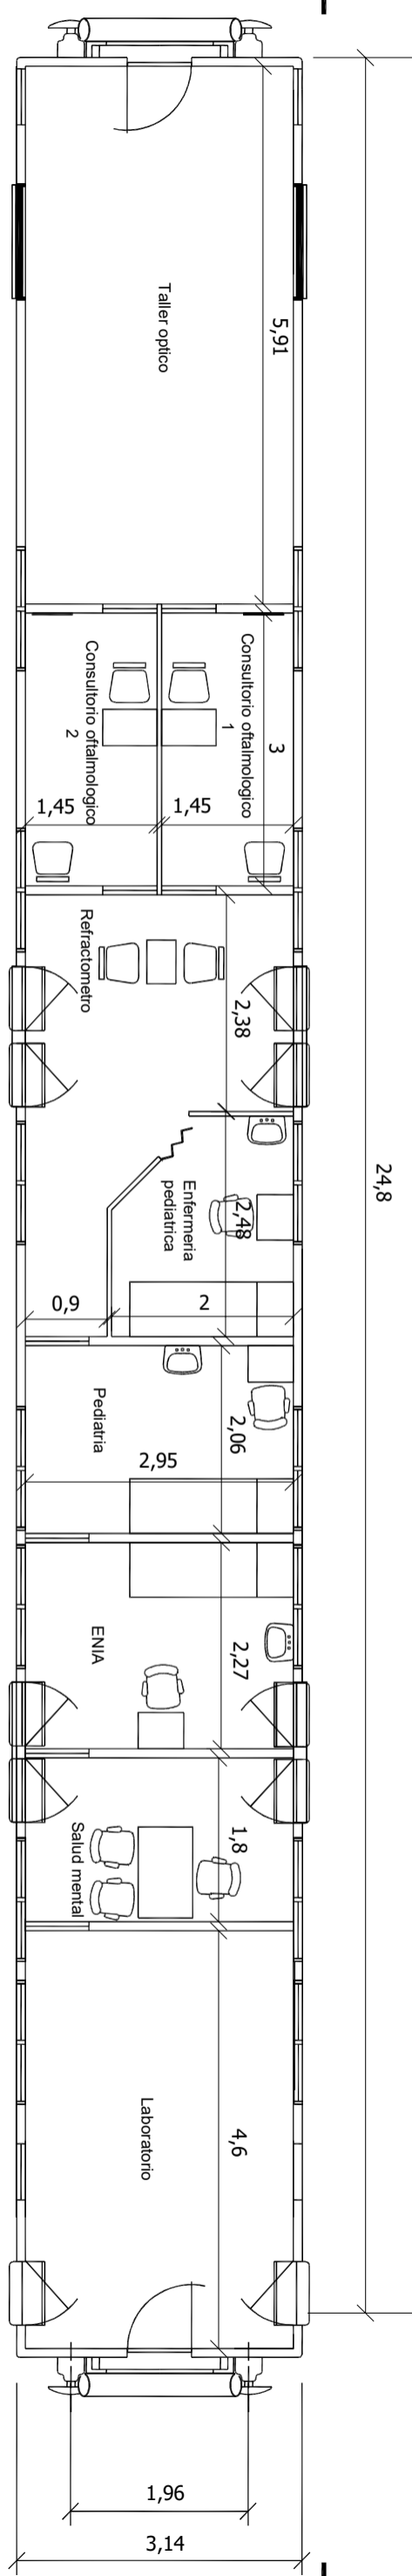 Taller optico
5,91
Consultorio oftalmologico
1
Consultorio oftalmologico
2
3
1,45
1,45
Refractometro
2,38
24,8
Enfermeria
pediatrica
2,48
0,9
2
Pediatria
2,06
2,95
ENIA
2,27
Salud mental
1,8
Laboratorio
4,6
1,96
3,14